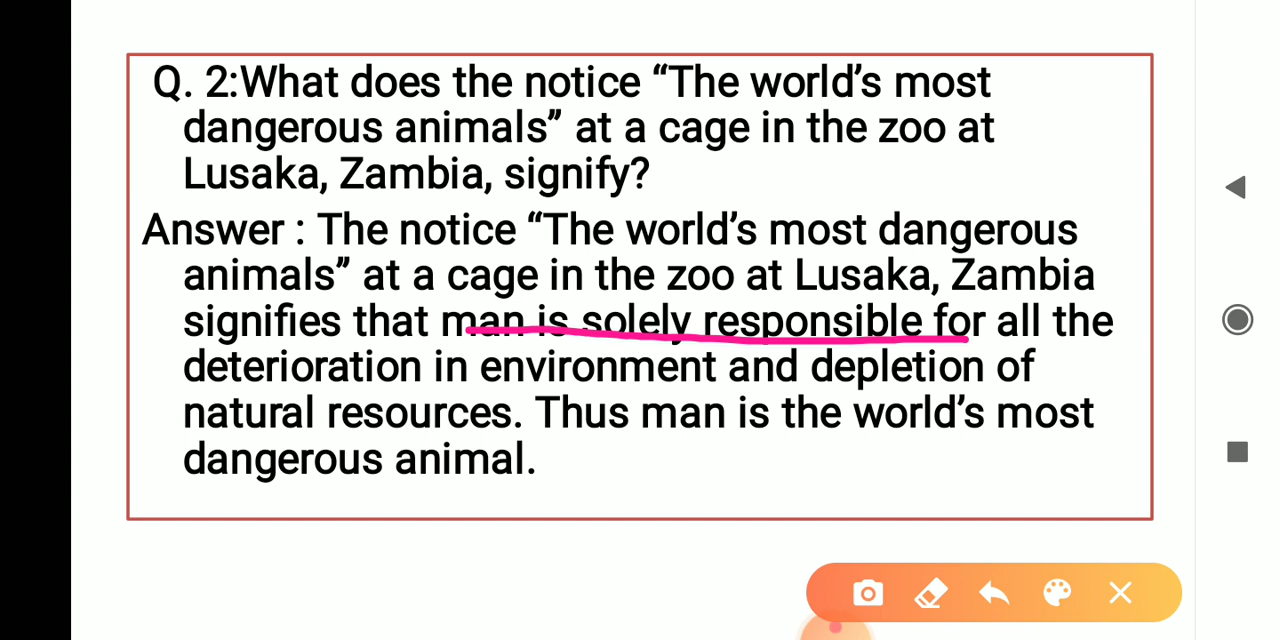 Q. 2:What does the notice “The world’s most
dangerous animals” at a cage in the zoo at
Lusaka, Zambia, signify?
Answer : The notice “The world’s most dangerous
animals” at a cage in the zoo at Lusaka, Zambia
signifies that man is solely responsible for all the
deterioration in environment and depletion of
natural resources. Thus man is the world’s most
dangerous animal.